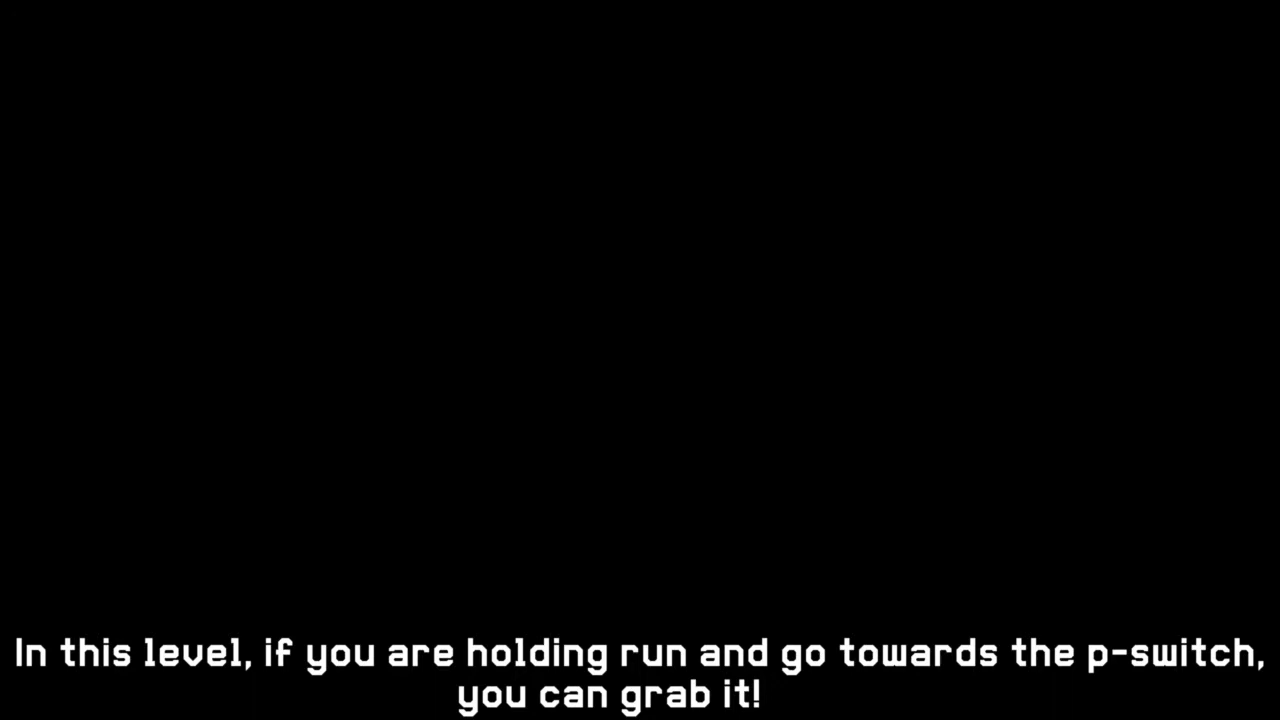 In this level, if you are holding run and go towards the p-switch,
you can grab it!